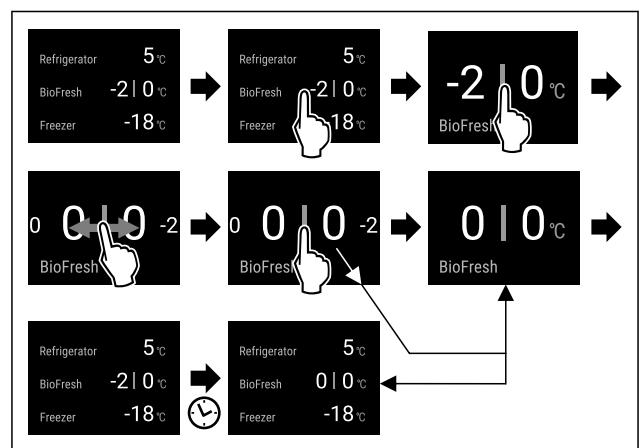 Refrigerator 5 °C
BioFresh -2 | 0 °C
Freezer -18 °C
Refrigerator 5 °C
BioFresh -2 | 0 °C
Freezer 18 °C
-2 | 0 °C
BioFresh
0 0 | 0 -2
BioFresh
0 0 | 0 -2
BioFresh
0 | 0 °C
BioFresh
Refrigerator 5 °C
BioFresh -2 | 0 °C
Freezer -18 °C
Refrigerator 5 °C
BioFresh 0 | 0 °C
Freezer -18 °C